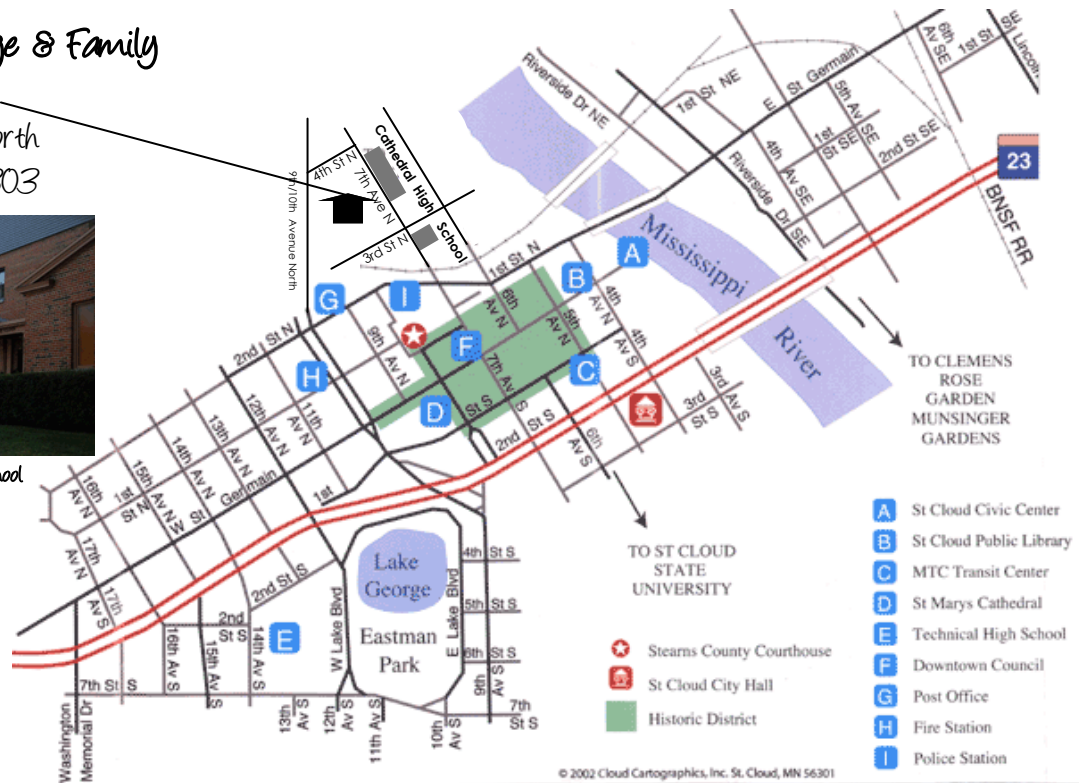 ge & Family
orth
303
ool
Riverside Dr NE
1st St NE
E St Germain
6th Av SE
1st St
Lincoln
5th Av SE
1st St SE
2nd St SE
4th Av SE
Riverside Dr SE
23
BNSF RR
Cathedral High School
4th St N
7th Ave N
3rd St N
9th/10th Avenue North
Mississippi River
1st St N
A
B
G
I
6th Av N
5th Av N
4th Av N
4th Av S
F
9th Av N
7th Av S
C
H
D
St S
2nd St S
3rd St S
3rd Av S
6th Av S
2nd St N
11th Av N
12th Av N
13th Av N
14th Av N
15th Av N
16th Av N
1st St N
W St Germain
1st
17th Av N
17th Av S
2nd St S
TO CLEMENS
ROSE
GARDEN
MUNSINGER
GARDENS
TO ST CLOUD
STATE
UNIVERSITY
Lake
George
Eastman
Park
W Lake Blvd
E Lake Blvd
4th St S
5th St S
6th St S
9th Av S
7th St S
2nd St S
16th Av S
15th Av S
14th Av S
E
7th St S
13th Av S
12th Av S
11th Av S
10th Av S
Washington Memorial Dr
Stearns County Courthouse
St Cloud City Hall
Historic District
A St Cloud Civic Center
B St Cloud Public Library
C MTC Transit Center
D St Marys Cathedral
E Technical High School
F Downtown Council
G Post Office
H Fire Station
I Police Station
© 2002 Cloud Cartographics, Inc. St. Cloud, MN 56301